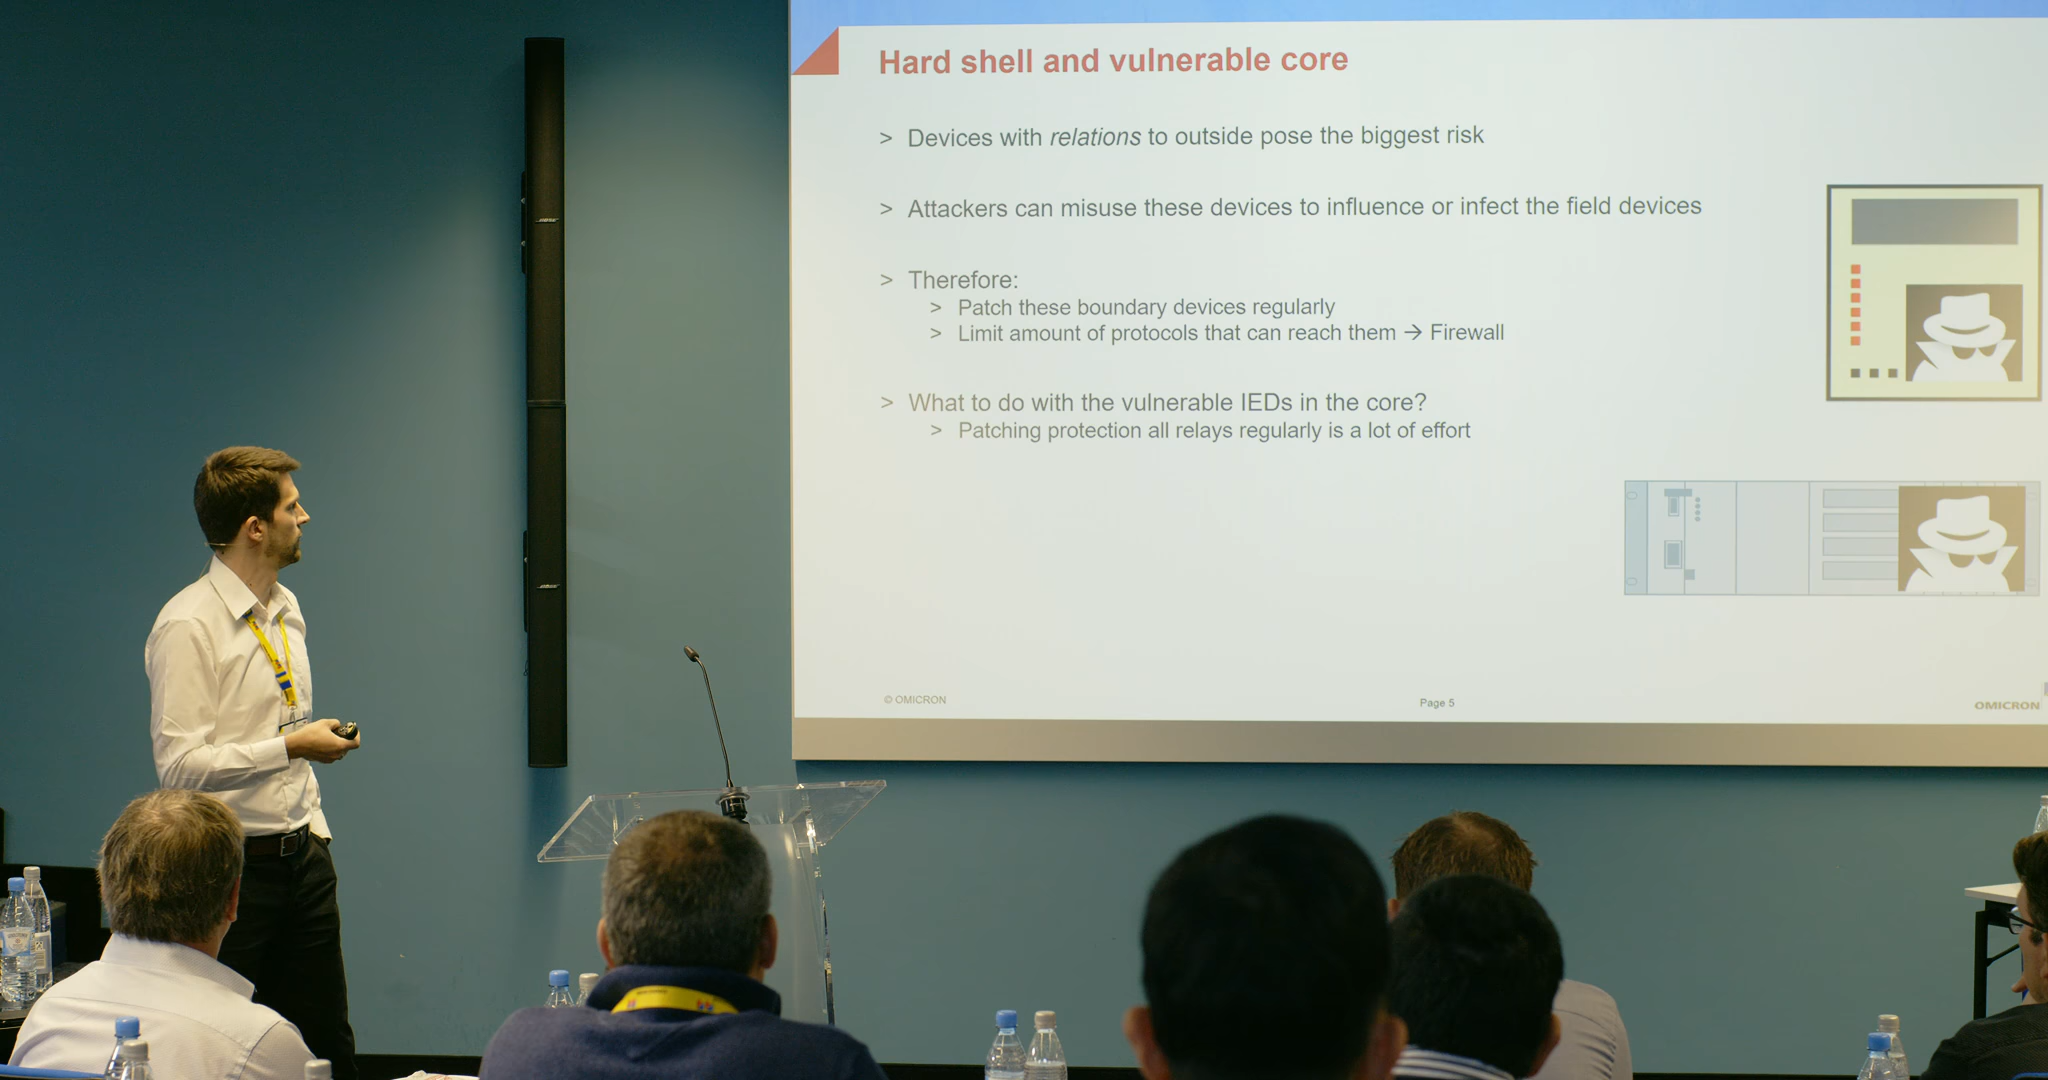 Hard shell and vulnerable core
> Devices with relations to outside pose the biggest risk
> Attackers can misuse these devices to influence or infect the field devices
> Therefore:
> Patch these boundary devices regularly
> Limit amount of protocols that can reach them → Firewall
> What to do with the vulnerable IEDs in the core?
> Patching protection all relays regularly is a lot of effort
© OMICRON
Page 5
OMICRON